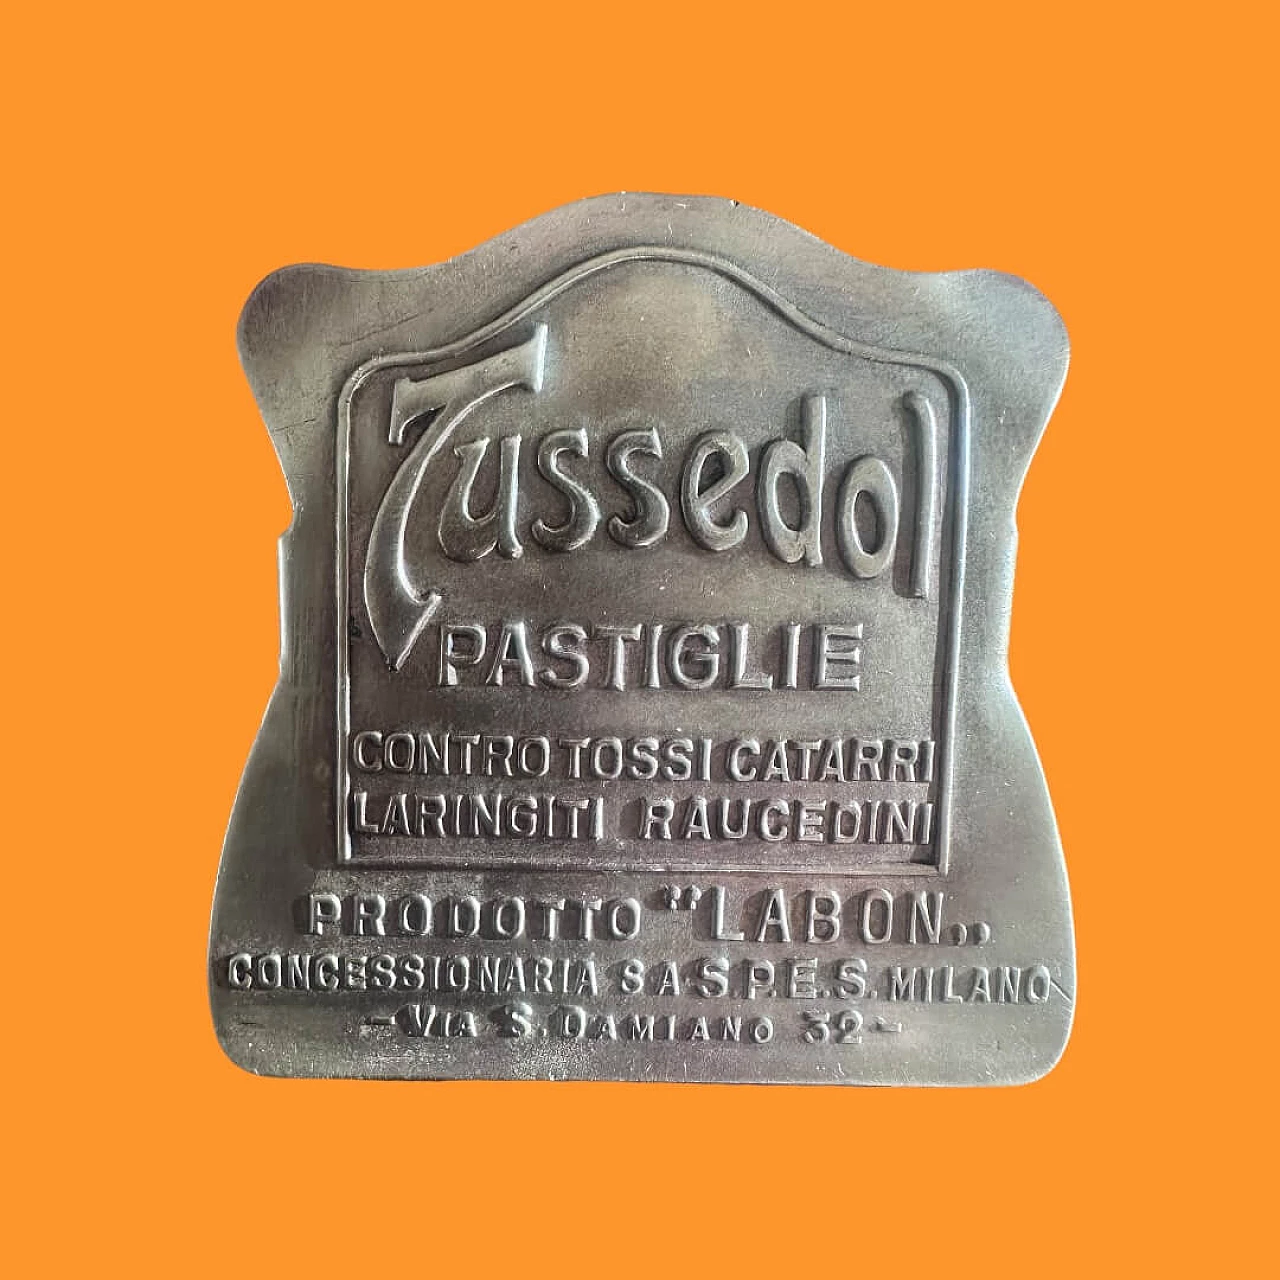 Tussedol
PASTIGLIE
CONTRO TOSSI CATARRI
LARINGITI RAUCEDINI
PRODOTTO "LABON„
CONCESSIONARIA S A S.P.E.S. MILANO
- VIA S. DAMIANO 32 -